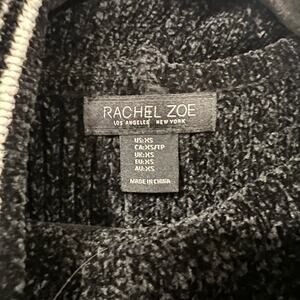 RACHEL ZOE
LOS ANGELES NEW YORK
US:XS
CA:XS/TP
UK:XS
EU:XS
AU:XS
MADE IN CHINA